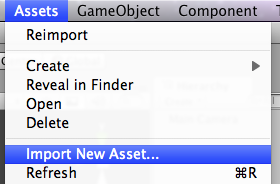 Assets GameObject Component
Reimport
Create
Reveal in Finder
Open
Delete
Import New Asset...
Refresh ⌘R